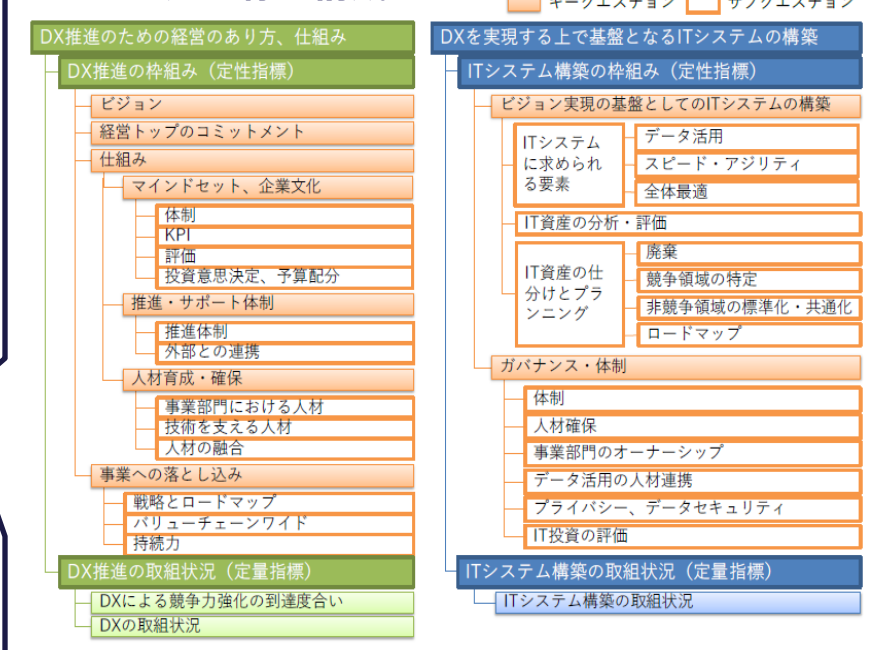 キークエスチョン
サブクエスチョン
DX推進のための経営のあり方、仕組み
DX推進の枠組み（定性指標）
ビジョン
経営トップのコミットメント
仕組み
マインドセット、企業文化
体制
KPI
評価
投資意思決定、予算配分
推進・サポート体制
推進体制
外部との連携
人材育成・確保
事業部門における人材
技術を支える人材
人材の融合
事業への落とし込み
戦略とロードマップ
バリューチェーンワイド
持続力
DX推進の取組状況（定量指標）
DXによる競争力強化の到達度合い
DXの取組状況
DXを実現する上で基盤となるITシステムの構築
ITシステム構築の枠組み（定性指標）
ビジョン実現の基盤としてのITシステムの構築
ITシステム
に求められ
る要素
データ活用
スピード・アジリティ
全体最適
IT資産の分析・評価
IT資産の仕
分けとプラ
ンニング
廃棄
競争領域の特定
非競争領域の標準化・共通化
ロードマップ
ガバナンス・体制
体制
人材確保
事業部門のオーナーシップ
データ活用の人材連携
プライバシー、データセキュリティ
IT投資の評価
ITシステム構築の取組状況（定量指標）
ITシステム構築の取組状況